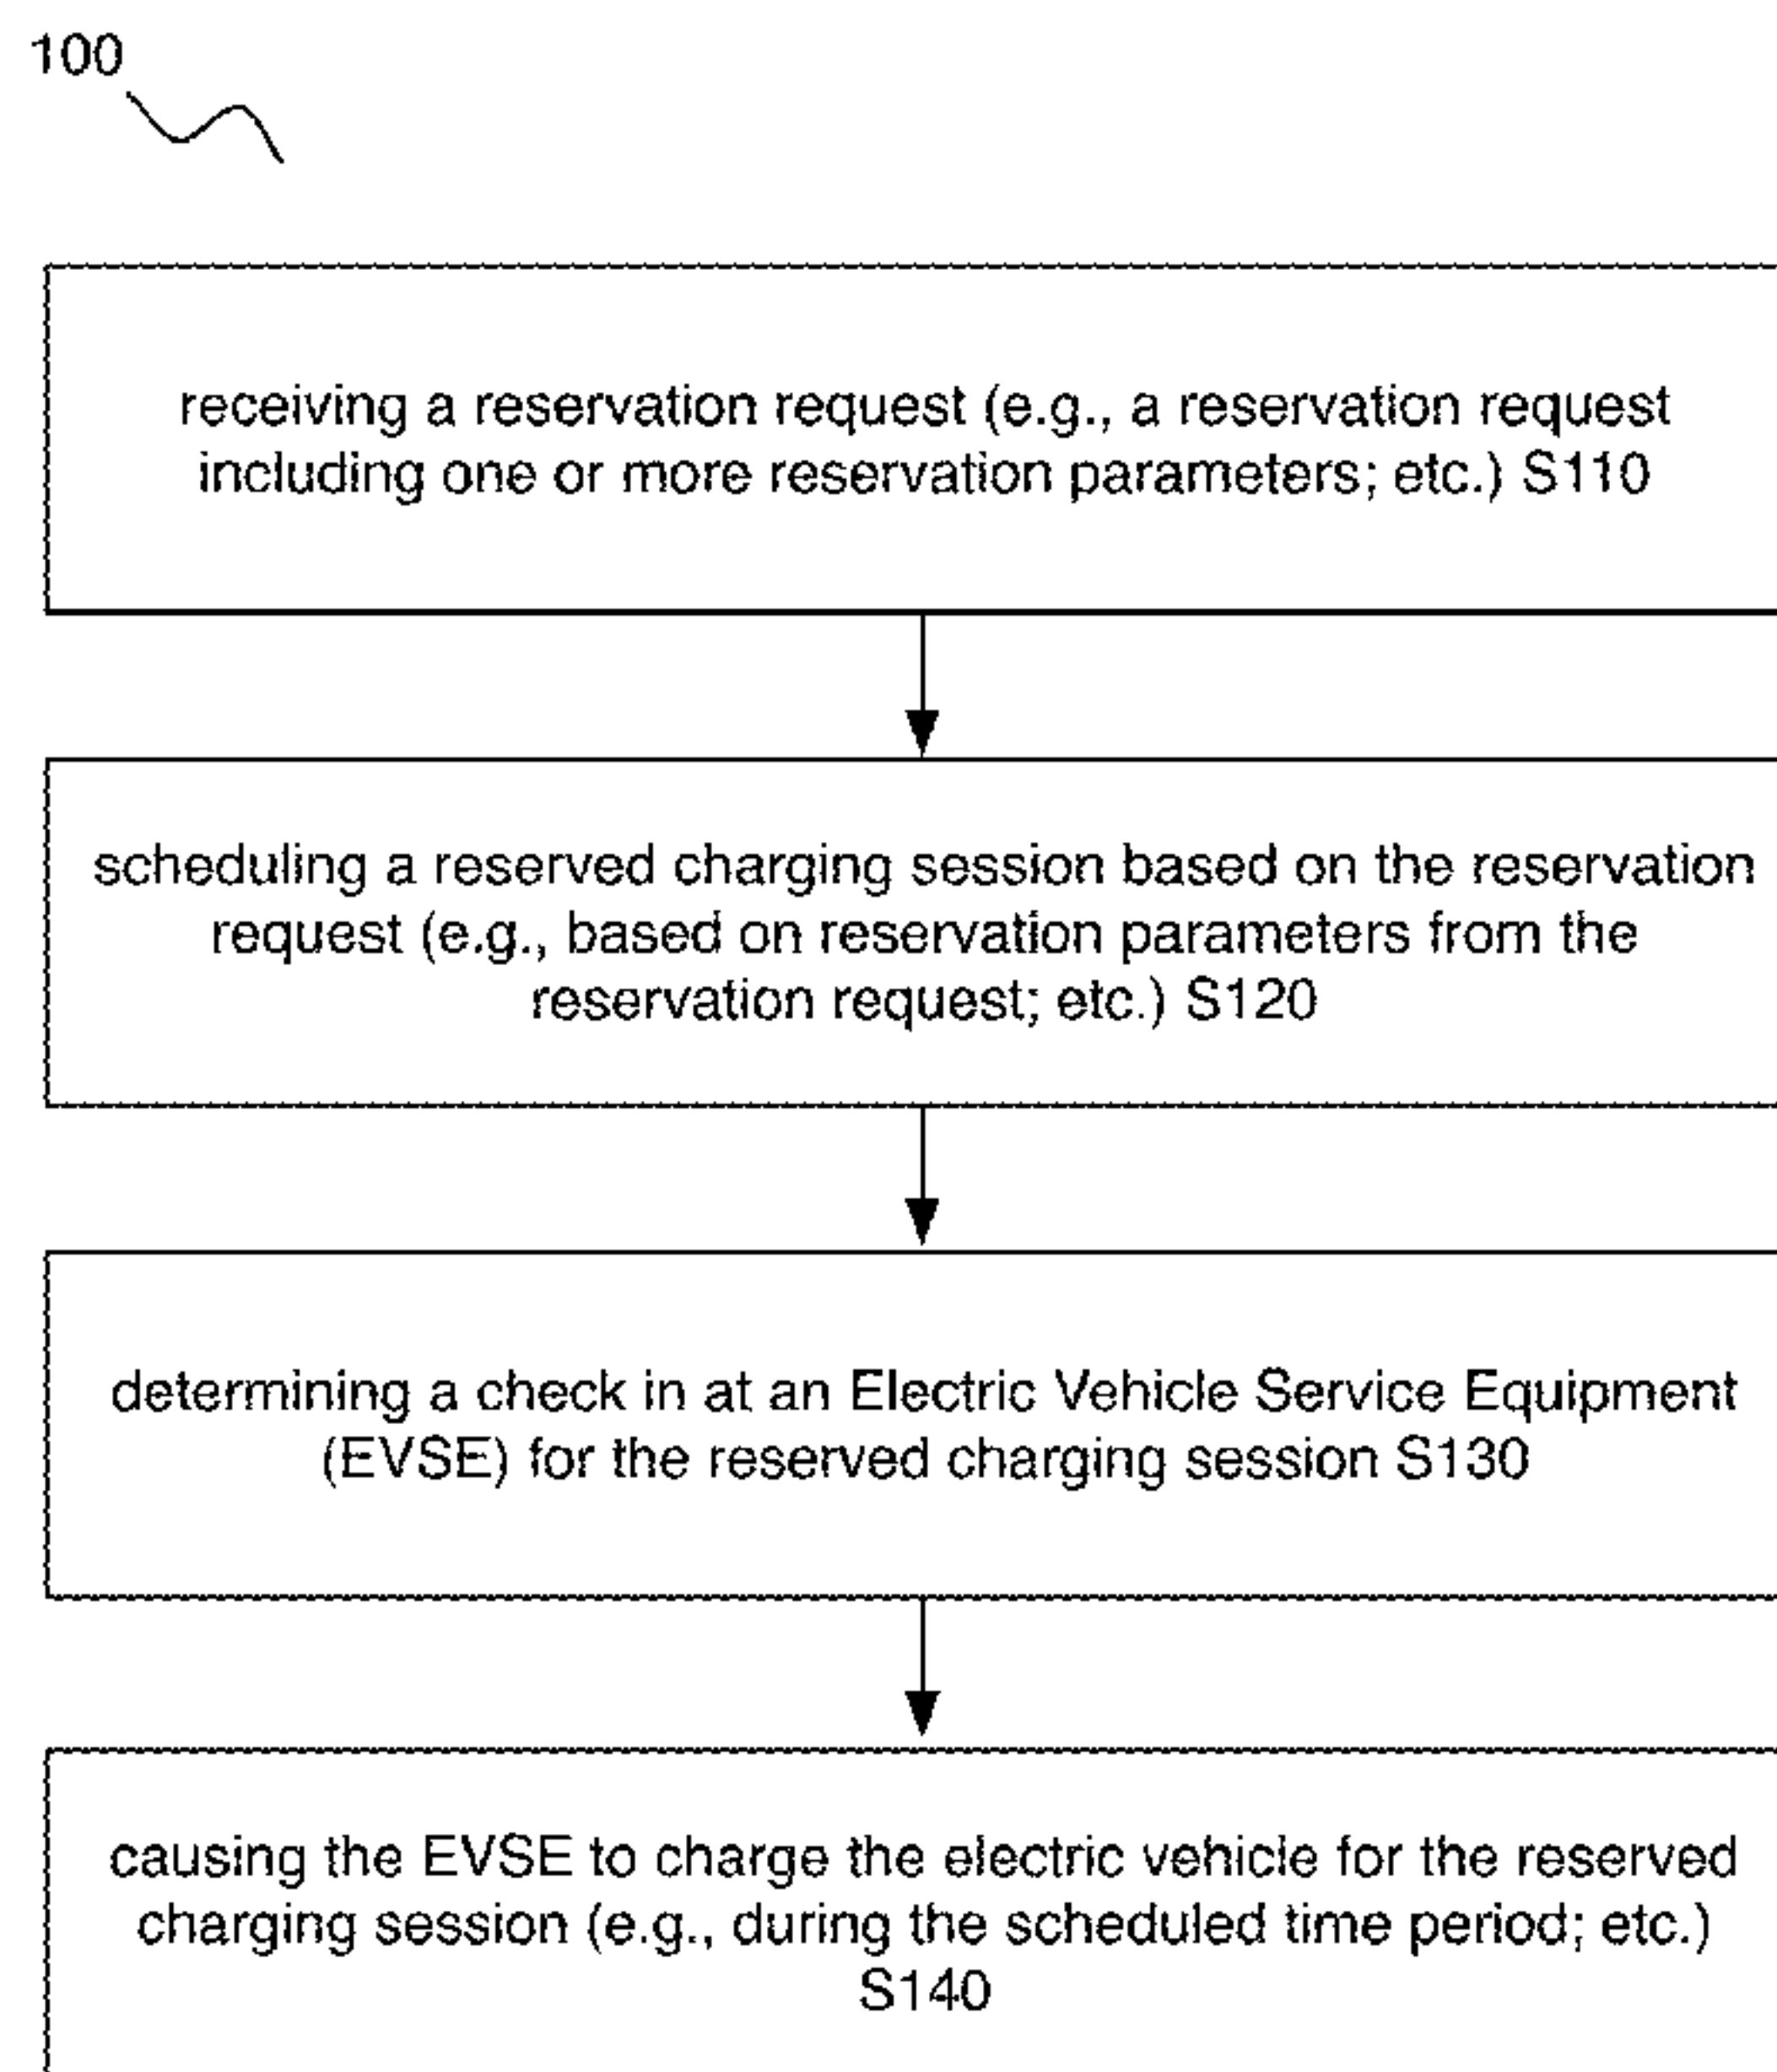 100
receiving a reservation request (e.g., a reservation request
including one or more reservation parameters; etc.) S110
scheduling a reserved charging session based on the reservation
request (e.g., based on reservation parameters from the
reservation request; etc.) S120
determining a check in at an Electric Vehicle Service Equipment
(EVSE) for the reserved charging session S130
causing the EVSE to charge the electric vehicle for the reserved
charging session (e.g., during the scheduled time period; etc.)
S140